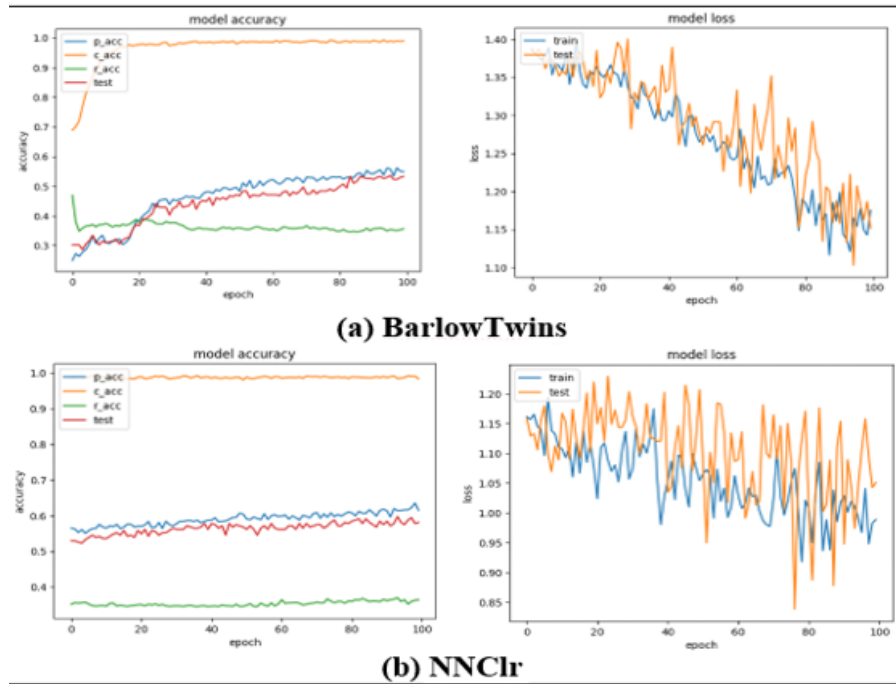 model accuracy
model loss
p_acc
c_acc
r_acc
test
train
test
accuracy
1.0
0.9
0.7
0.6
0.5
0.4
0.3
0
20
40
60
80
100
epoch
loss
1.40
1.35
1.30
1.25
1.20
1.15
1.10
0
20
40
60
80
100
epoch
(a) BarlowTwins
model accuracy
model loss
p_acc
c_acc
r_acc
test
train
test
accuracy
1.0
0.9
0.8
0.7
0.6
0.5
0.4
0
20
40
60
80
100
epoch
loss
1.20
1.15
1.10
1.05
1.00
0.95
0.90
0.85
0
20
40
60
80
100
epoch
(b) NNClr